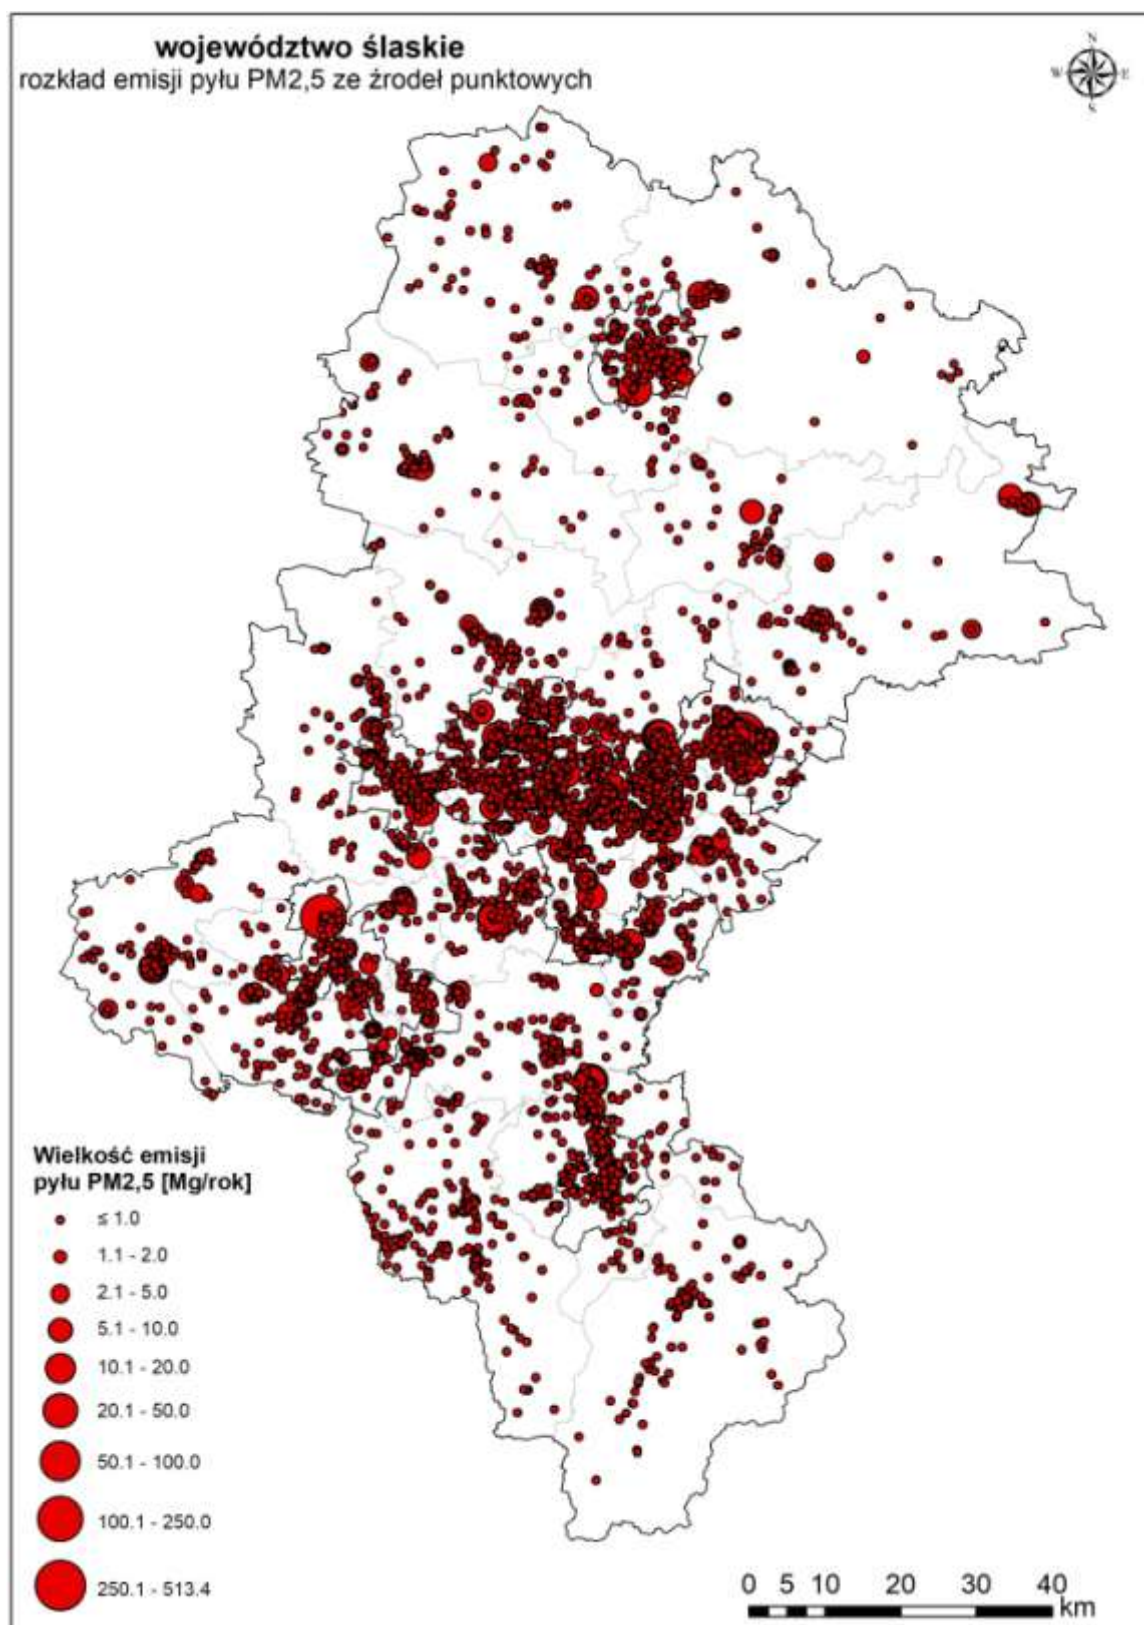 województwo ślaskie
rozkład emisji pyłu PM2,5 ze źrodeł punktowych
N
W E
S
Wielkość emisji
pyłu PM2,5 [Mg/rok]
≤ 1.0
1.1 - 2.0
2.1 - 5.0
5.1 - 10.0
10.1 - 20.0
20.1 - 50.0
50.1 - 100.0
100.1 - 250.0
250.1 - 513.4
0 5 10 20 30 40
km